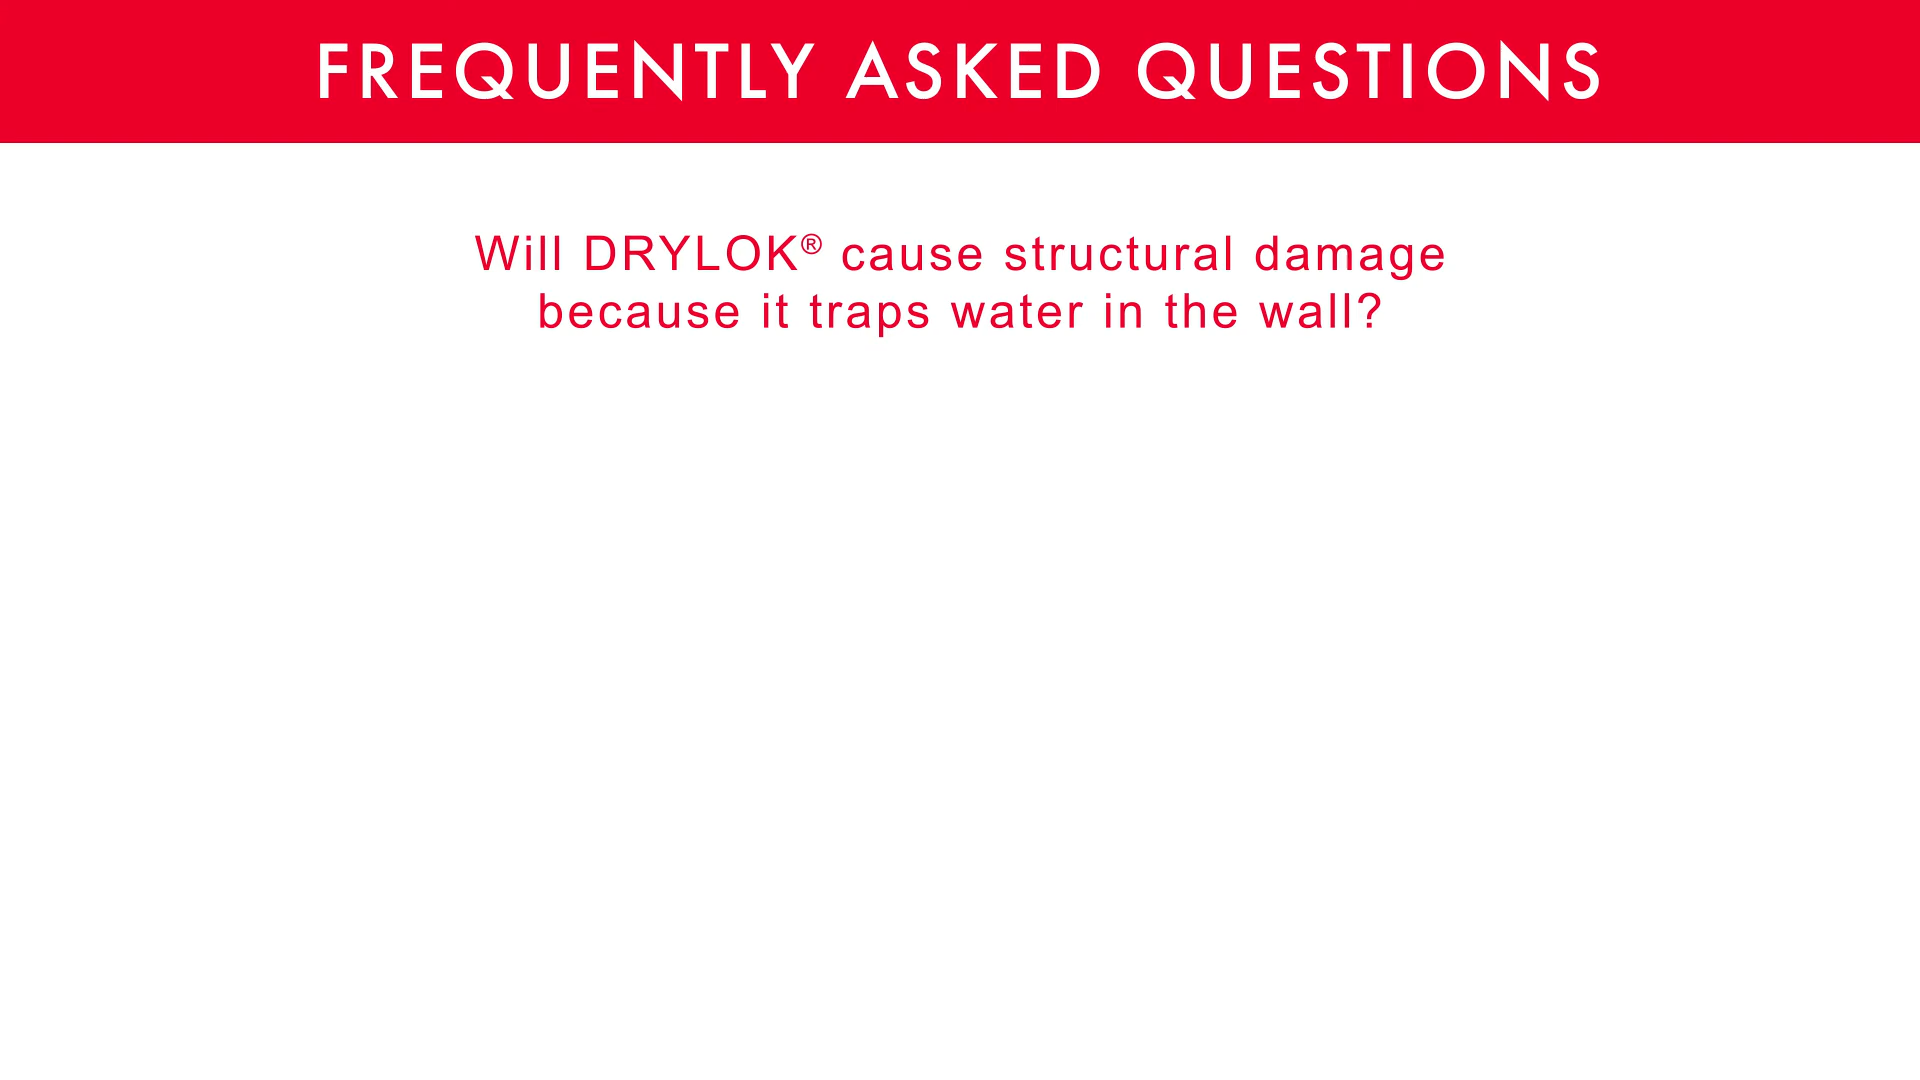 FREQUENTLY ASKED QUESTIONS
Will DRYLOK® cause structural damage
because it traps water in the wall?